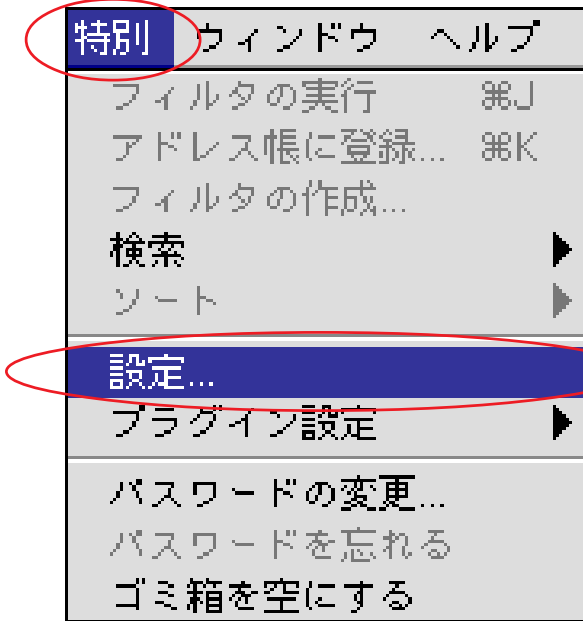 特別 ウィンドウ ヘルプ
フィルタの実行 ⌘J
アドレス帳に登録... ⌘K
フィルタの作成...
検索
ソート
設定...
プラグイン設定
パスワードの変更...
パスワードを忘れる
ゴミ箱を空にする